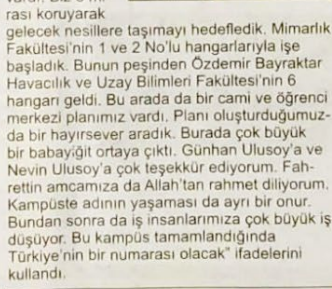 rası koruyarak
gelecek nesillere taşımayı hedefledik. Mimarlık
Fakültesi'nin 1 ve 2 No'lu hangarlarıyla işe
başladık. Bunun peşinden Özdemir Bayraktar
Havacılık ve Uzay Bilimleri Fakültesi'nin 6
hangarı geldi. Bu arada da bir cami ve öğrenci
merkezi planımız vardı. Planı oluşturduğumuz-
da bir hayırsever aradık. Burada çok büyük
bir babayiğit ortaya çıktı. Günhan Ulusoy'a ve
Nevin Ulusoy'a çok teşekkür ediyorum. Fah-
rettin amcamıza da Allah'tan rahmet diliyorum.
Kampüste adının yaşaması da ayrı bir onur.
Bundan sonra da iş insanlarımıza çok büyük iş
düşüyor. Bu kampüs tamamlandığında
Türkiye'nin bir numarası olacak" ifadelerini
kullandı.